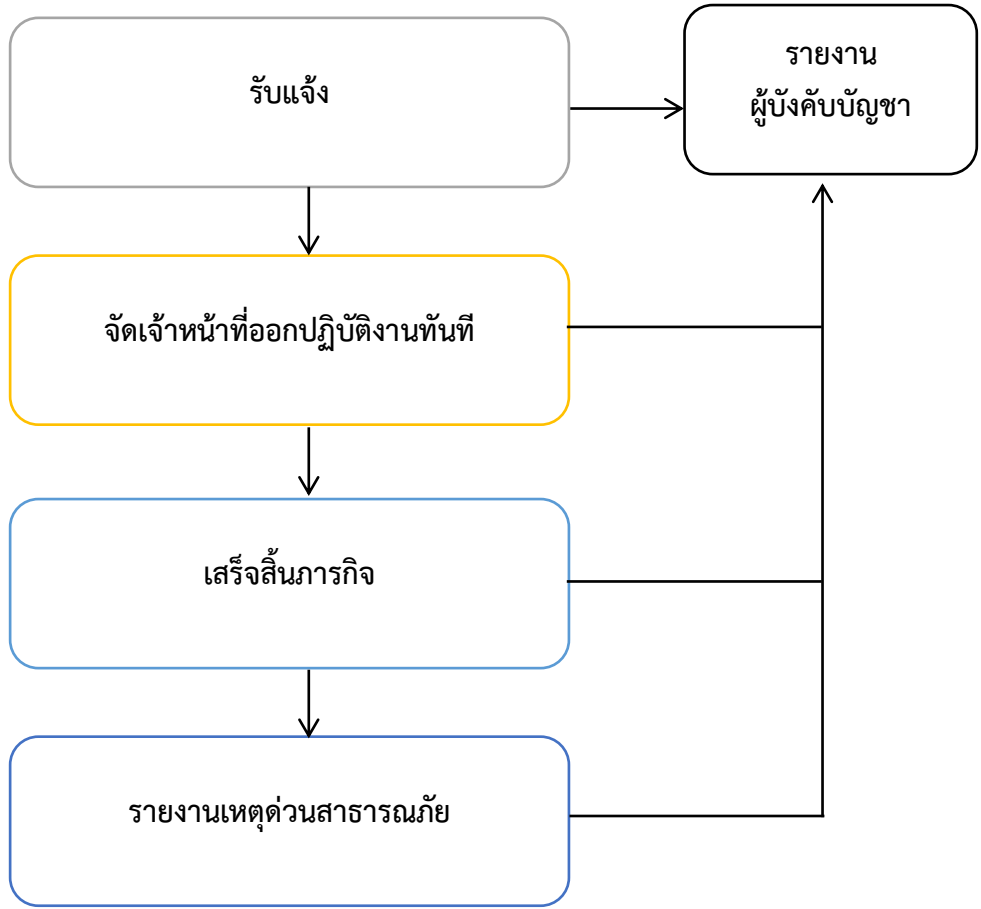 รับแจ้ง
รายงาน
ผู้บังคับบัญชา
จัดเจ้าหน้าที่ออกปฏิบัติงานทันที
เสร็จสิ้นภารกิจ
รายงานเหตุด่วนสาธารณภัย